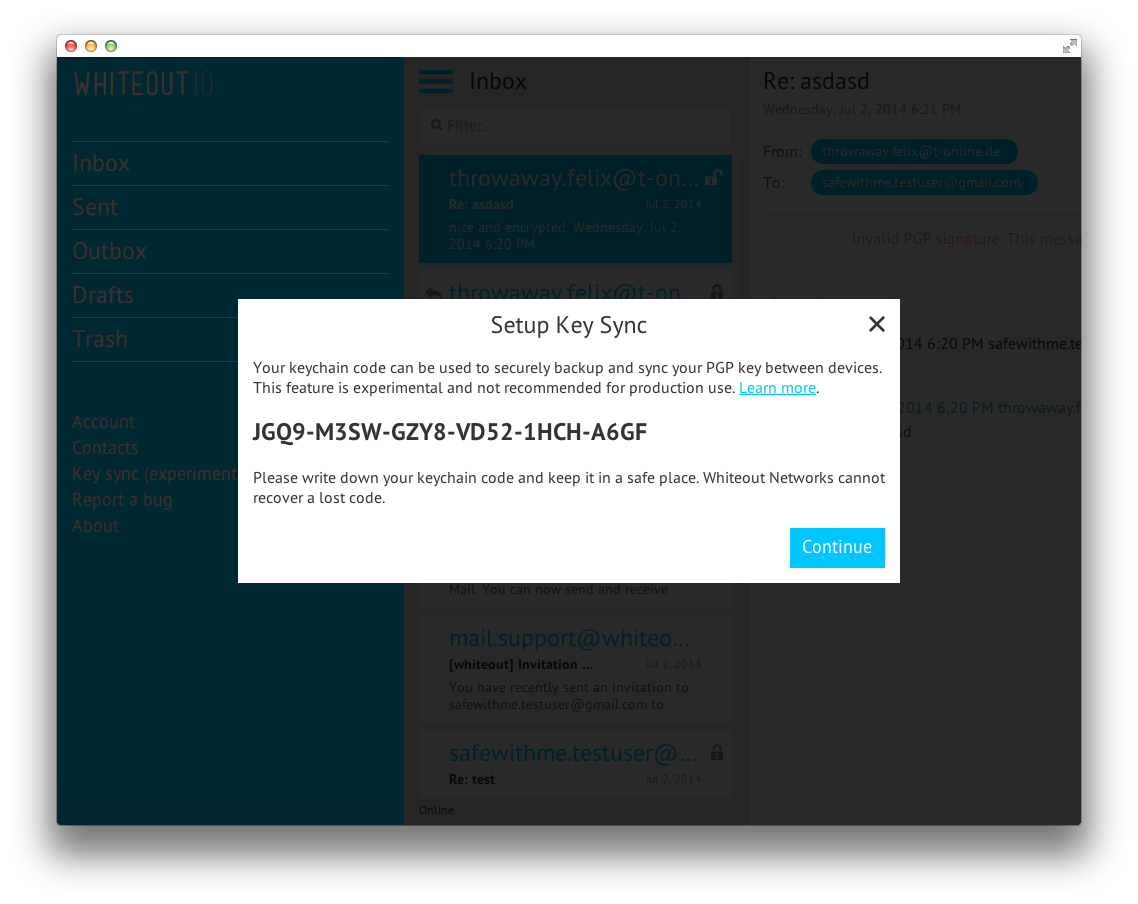 WHITEOUT IO
Inbox
Sent
Outbox
Drafts
Trash
Account
Contacts
Key sync (experiment
Report a bug
About
Inbox
Filter...
throwaway.felix@t-on...
Re: asdasd
Jul 2, 2014
nice and encrypted. Wednesday, Jul 2,
2014 6:20 PM
throwaway.felix@t-on...
Mail. You can now send and receive
mail.support@whiteo...
[whiteout] Invitation ...
Jul 2, 2014
You have recently sent an invitation to
safewithme.testuser@gmail.com to
safewithme.testuser@...
Re: test
Jul 2, 2014
Online
Re: asdasd
Wednesday, Jul 2, 2014 6:21 PM
From: throwaway.felix@t-online.de
To: safewithme.testuser@gmail.com
Invalid PGP signature. This messa
014 6:20 PM safewithme.te
2014 6:20 PM throwaway.f
sd
Setup Key Sync
Your keychain code can be used to securely backup and sync your PGP key between devices.
This feature is experimental and not recommended for production use. Learn more.
JGQ9-M3SW-GZY8-VD52-1HCH-A6GF
Please write down your keychain code and keep it in a safe place. Whiteout Networks cannot
recover a lost code.
Continue